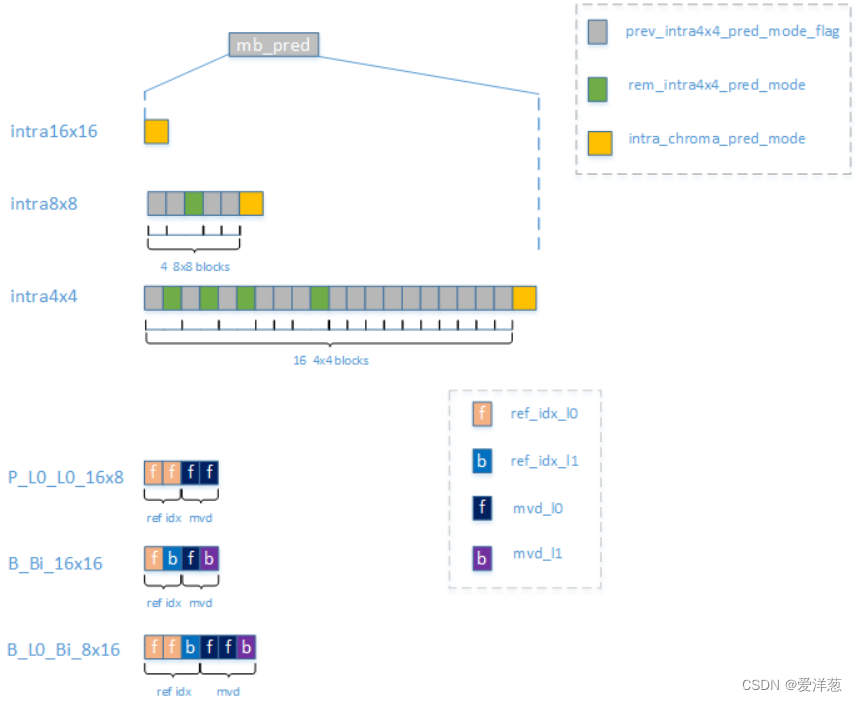 mb_pred
prev_intra4x4_pred_mode_flag
rem_intra4x4_pred_mode
intra_chroma_pred_mode
intra16x16
intra8x8
4 8x8 blocks
intra4x4
16 4x4 blocks
f ref_idx_l0
b ref_idx_l1
f mvd_l0
b mvd_l1
P_L0_L0_16x8
f f f f
ref idx mvd
B_Bi_16x16
f b f b
ref idx mvd
B_L0_Bi_8x16
f f b f f b
ref idx mvd
CSDN @爱洋葱